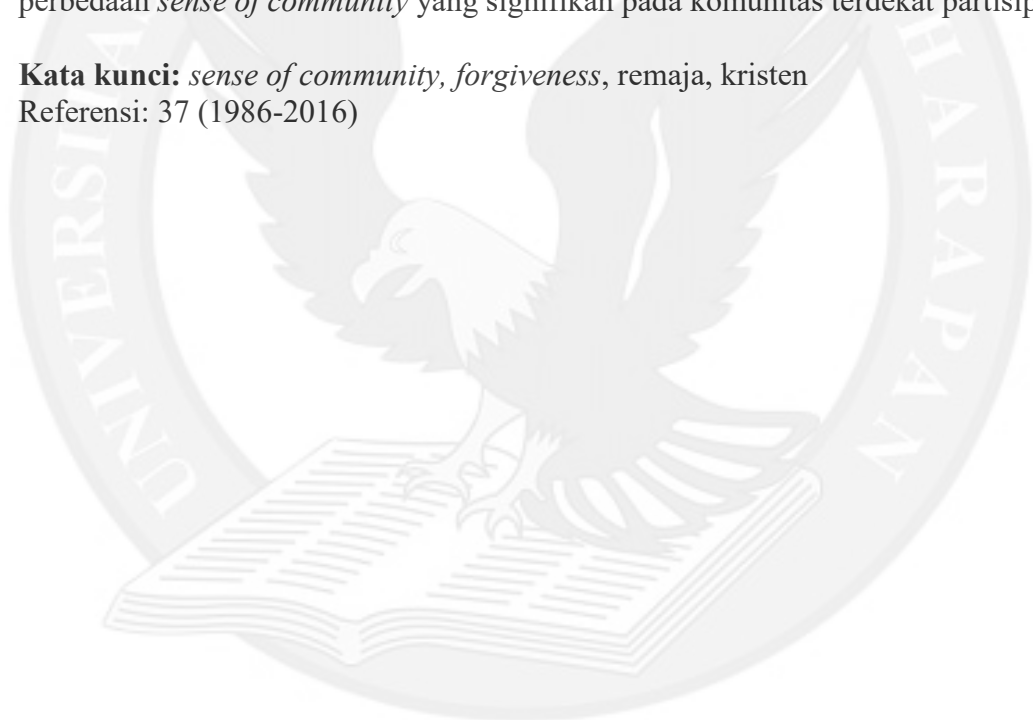 perbedaan sense of community yang signifikan pada komunitas terdekat
Kata kunci: sense of community, forgiveness, remaja, kristen
Referensi: 37 (1986-2016)